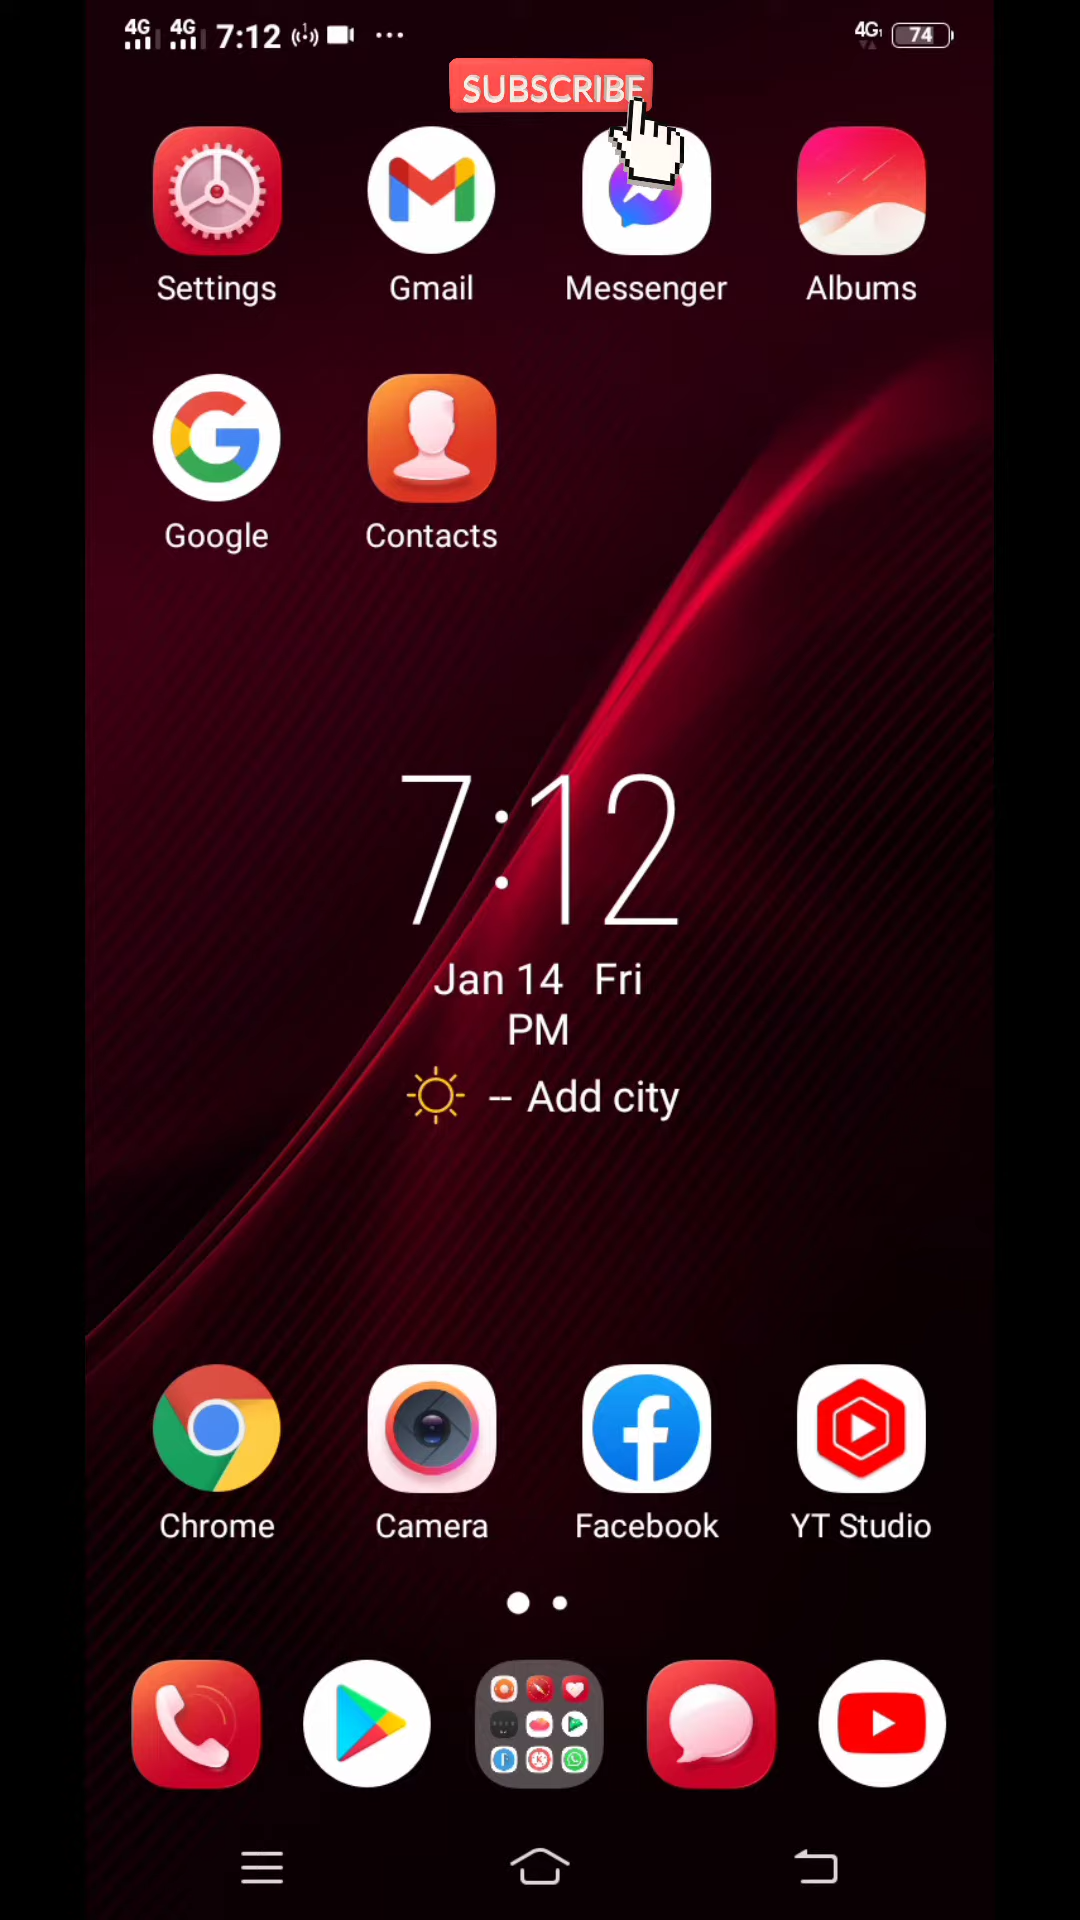 4G 4G 7:12 ... 4G1 74
SUBSCRIBE
Settings Gmail Messenger Albums
Google Contacts
7:12
Jan 14 Fri
PM
-- Add city
Chrome Camera Facebook YT Studio